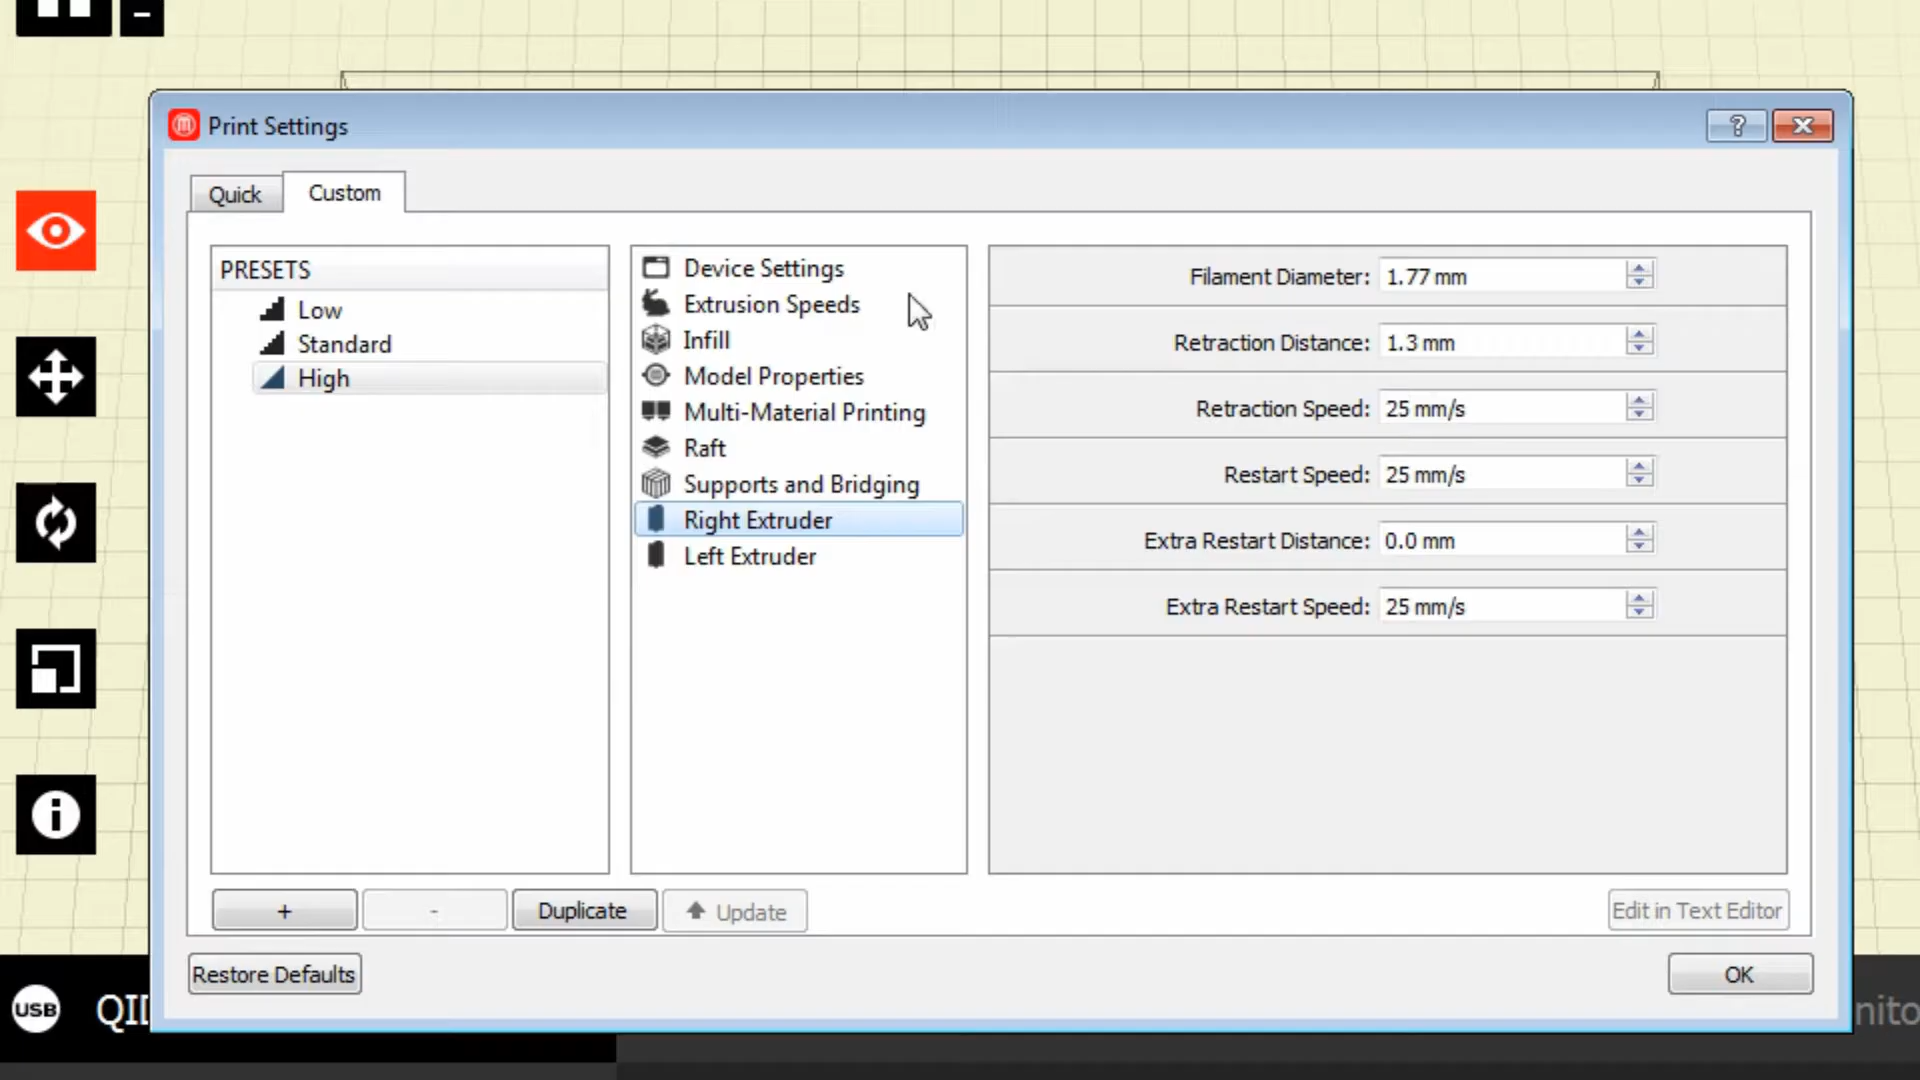 Print Settings
?
Quick
Custom
PRESETS
Low
Standard
High
Device Settings
Extrusion Speeds
Infill
Model Properties
Multi-Material Printing
Raft
Supports and Bridging
Right Extruder
Left Extruder
Filament Diameter: 1.77 mm
Retraction Distance: 1.3 mm
Retraction Speed: 25 mm/s
Restart Speed: 25 mm/s
Extra Restart Distance: 0.0 mm
Extra Restart Speed: 25 mm/s
+
-
Duplicate
Update
Edit in Text Editor
Restore Defaults
OK
USB